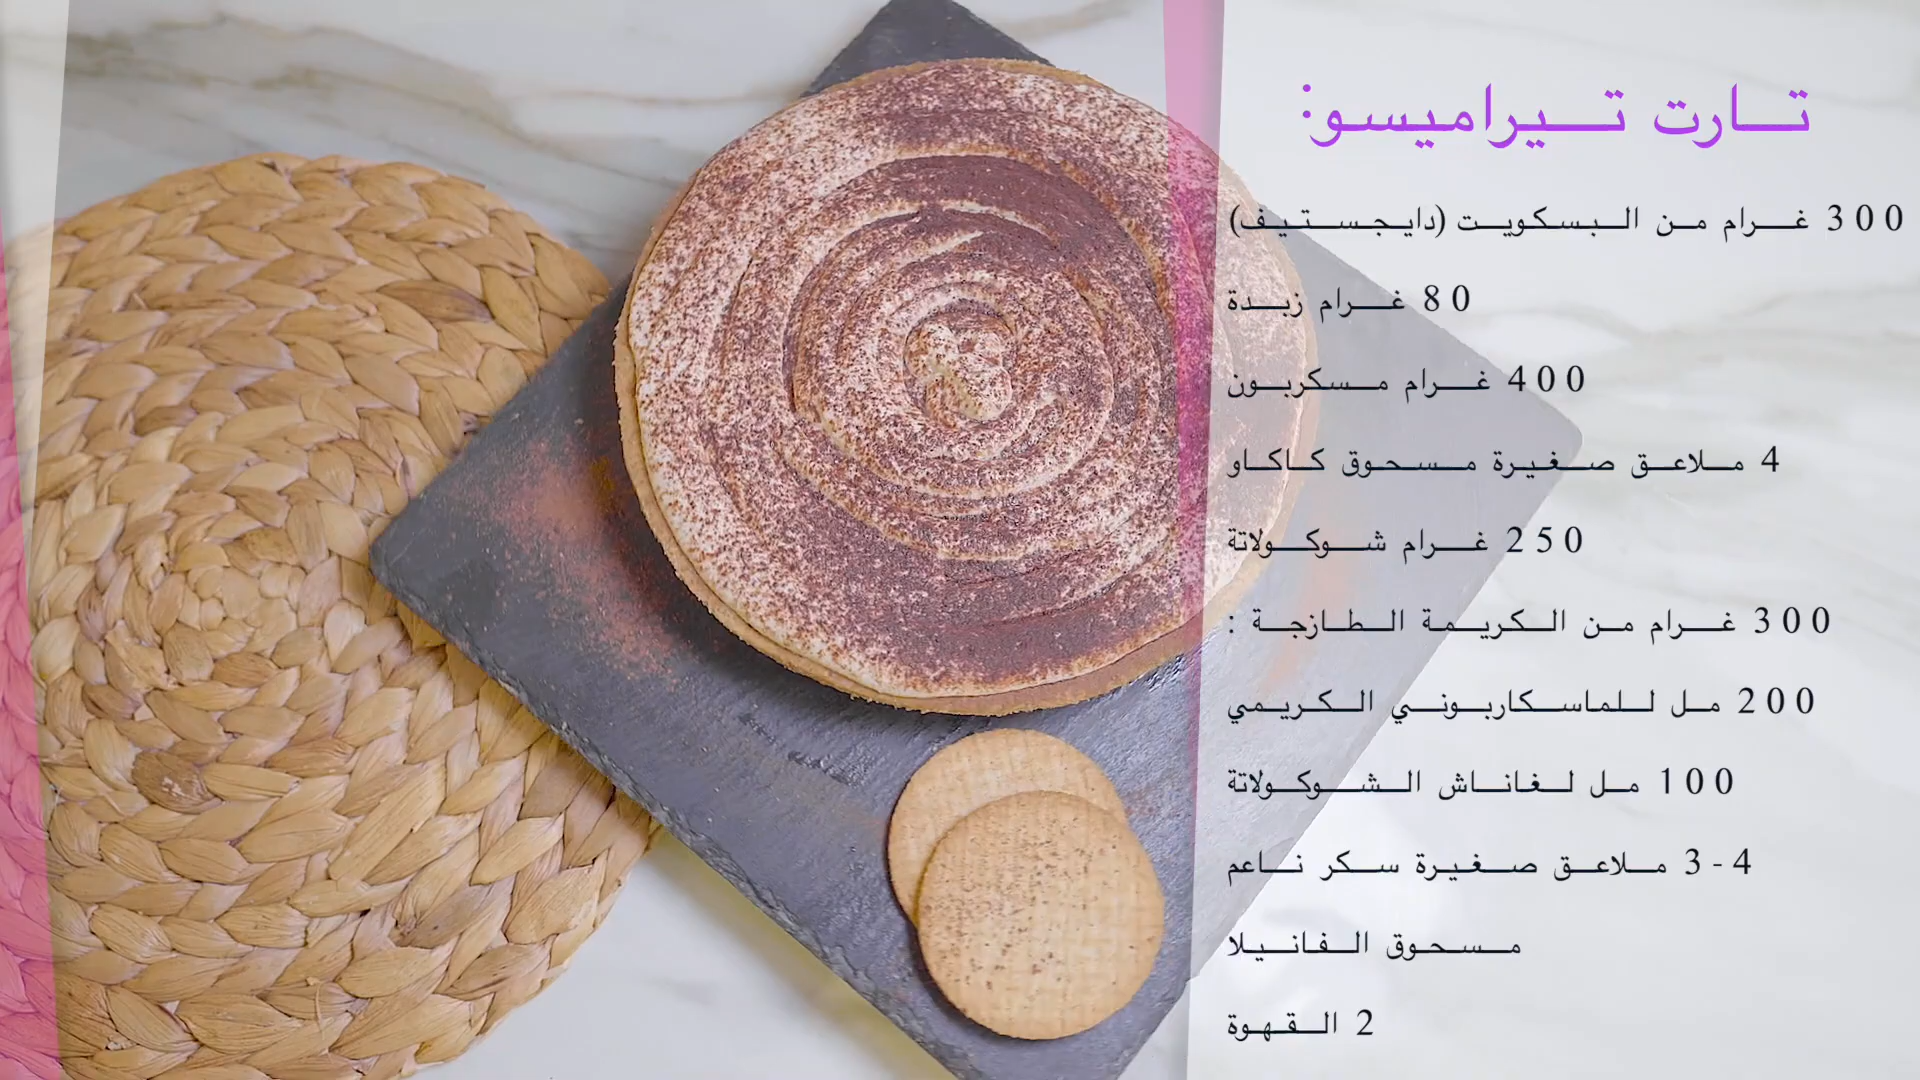 تارت تيراميسو:
300 غرام من البسكويت (دايجستيف)
80 غرام زبدة
400 غرام مسكربون
4 ملاعق صغيرة مسحوق كاكاو
250 غرام شوكولاتة
300 غرام من الكريمة الطازجة :
200 مل للماسكاربوني الكريمي
100 مل لغاناش الشوكولاتة
3-4 ملاعق صغيرة سكر ناعم
مسحوق الفانيلا
2 القهوة